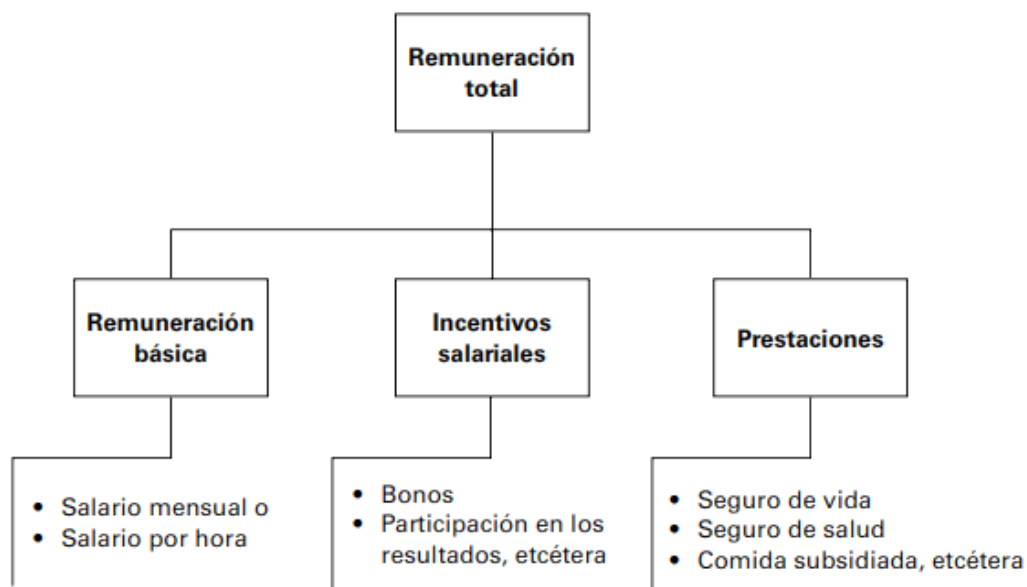 Remuneración
total
Remuneración
básica
Incentivos
salariales
Prestaciones
• Salario mensual o
• Salario por hora
• Bonos
• Participación en los
resultados, etcétera
• Seguro de vida
• Seguro de salud
• Comida subsidiada, etcétera